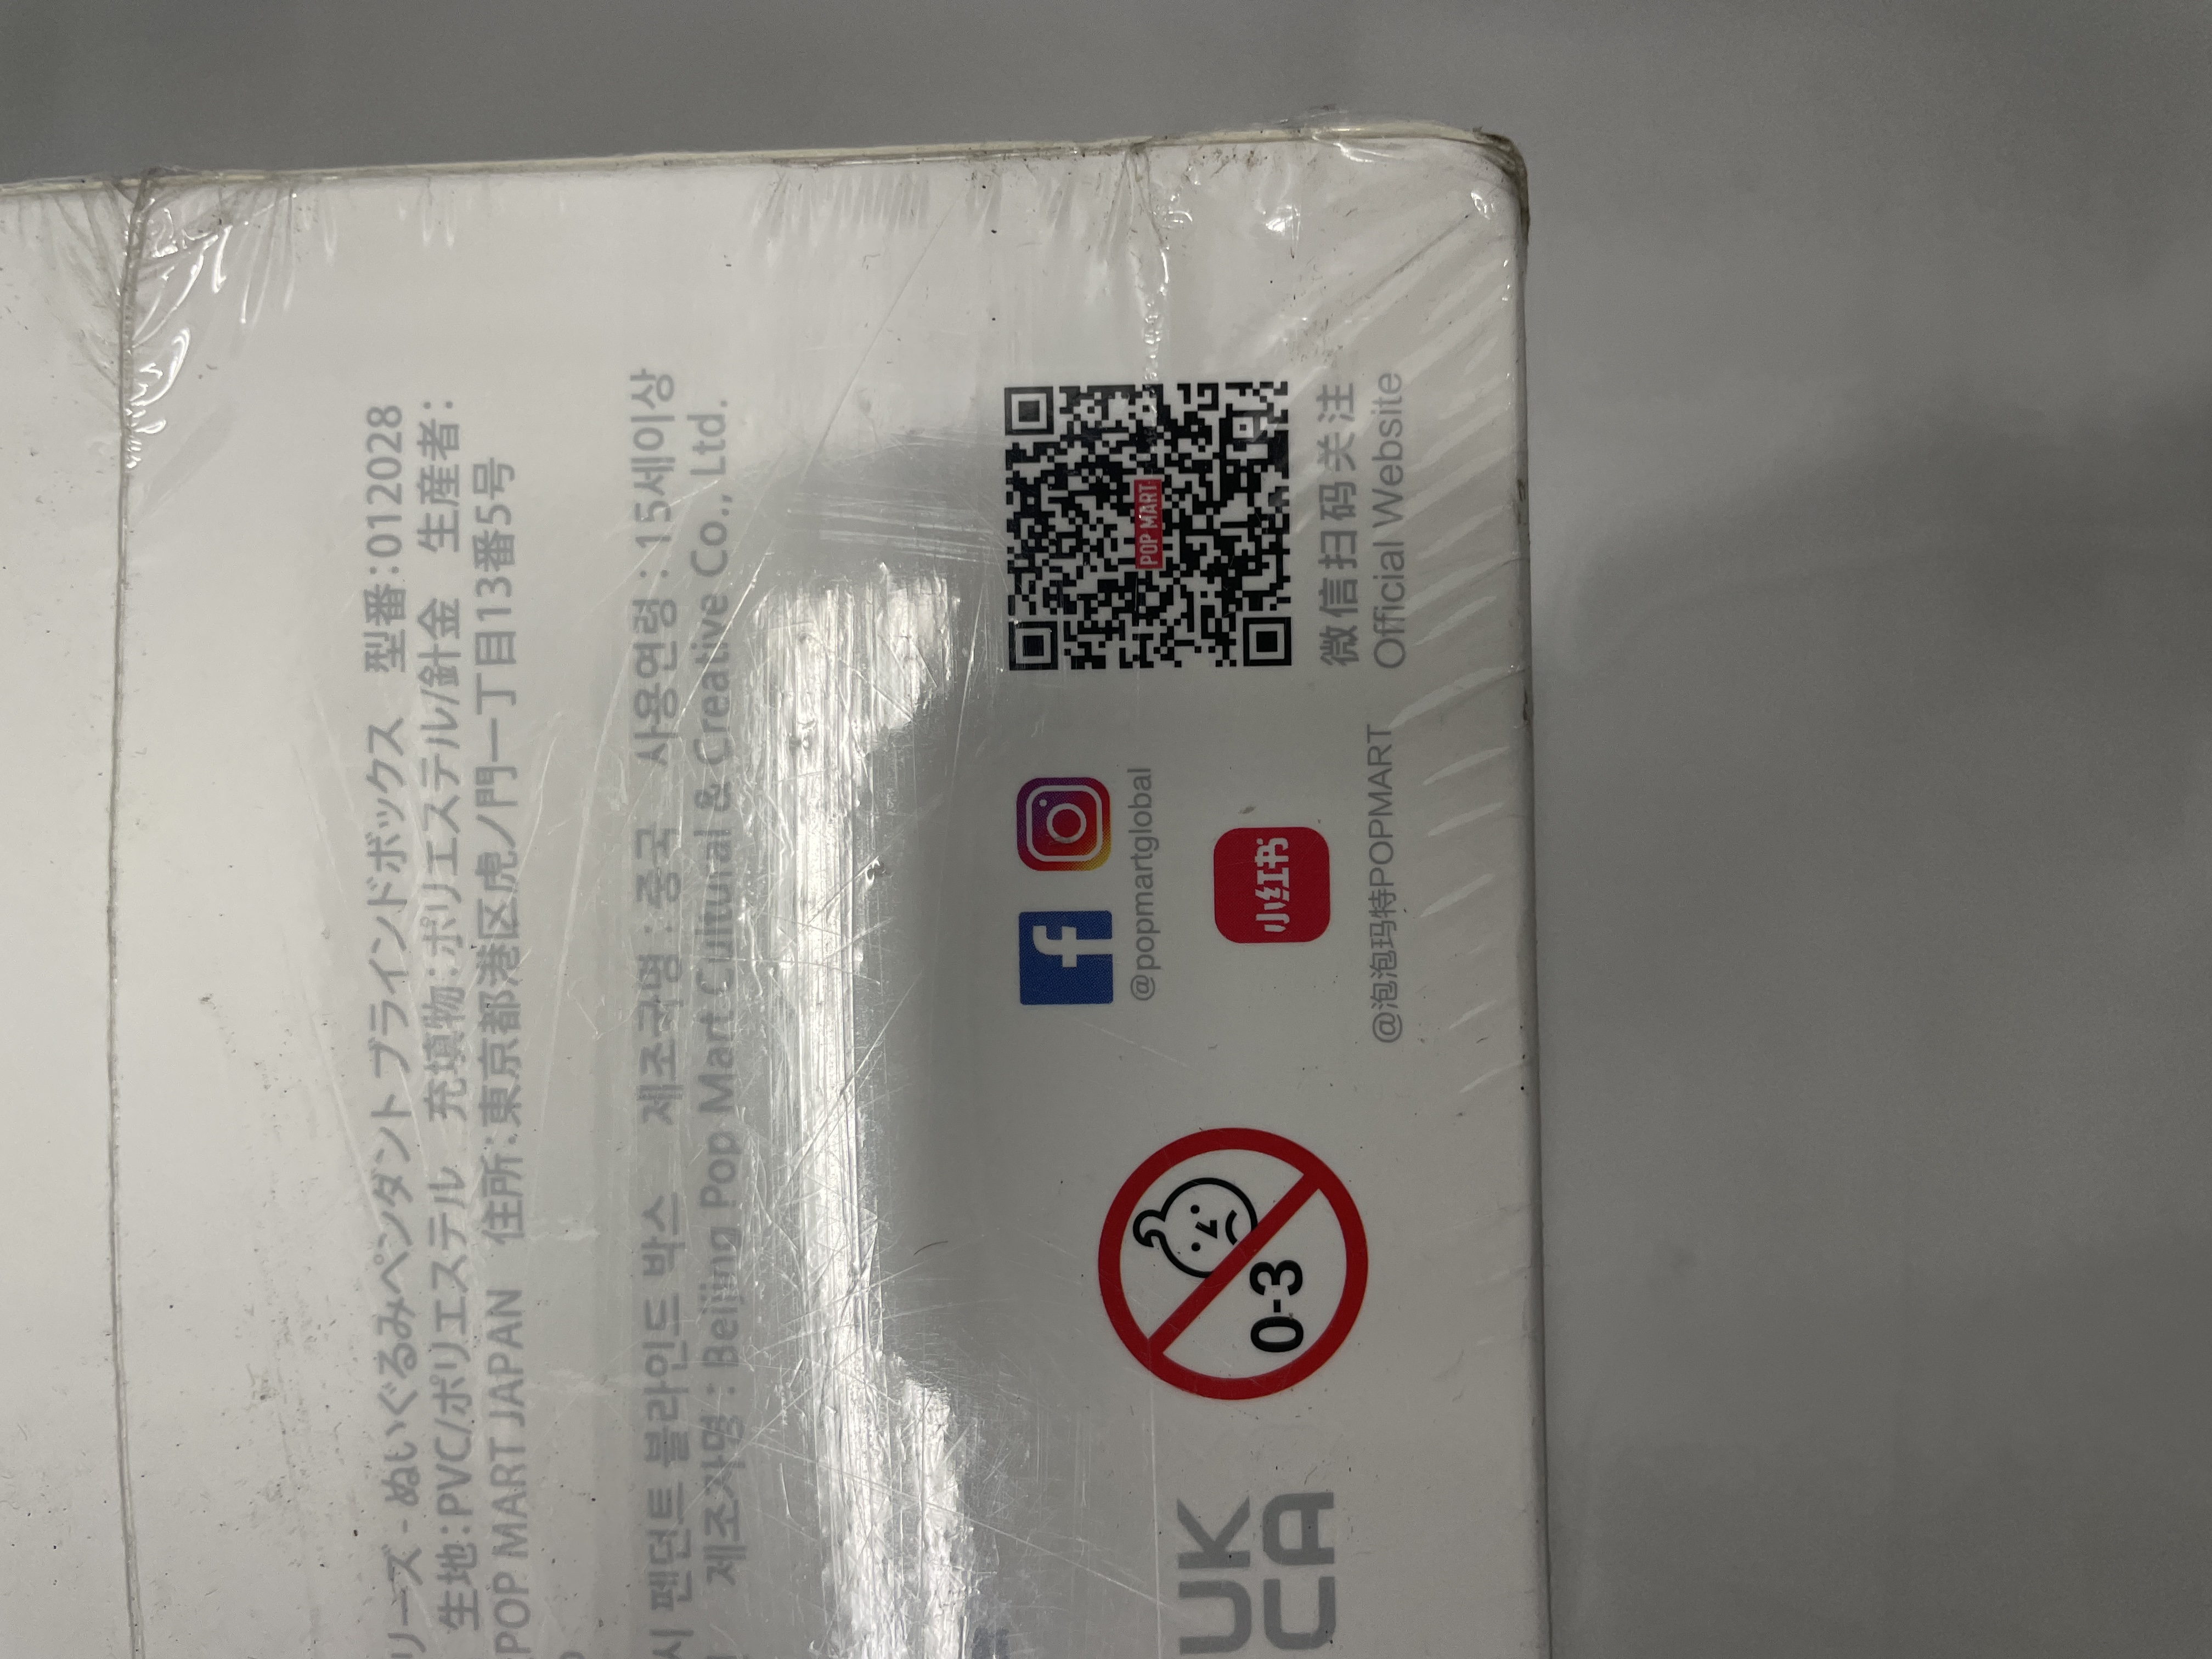 リーズ - ぬいぐるみペンダント ブラインドボックス 型番:012028
生地:PVC/ポリエステル 充填物:ポリエステル/針金 生産者:
POP MART JAPAN 住所:東京都港区虎ノ門一丁目13番5号
시 펜던트 블라인드 박스 제조국명 : 중국 사용연령 : 15세이상
제조자명 : Beijing Pop Mart Cultural & Creative Co., Ltd.
UK
CA
0-3
@popmartglobal
小红书
@泡泡玛特POPMART
POP MART
微信扫码关注
Official Website